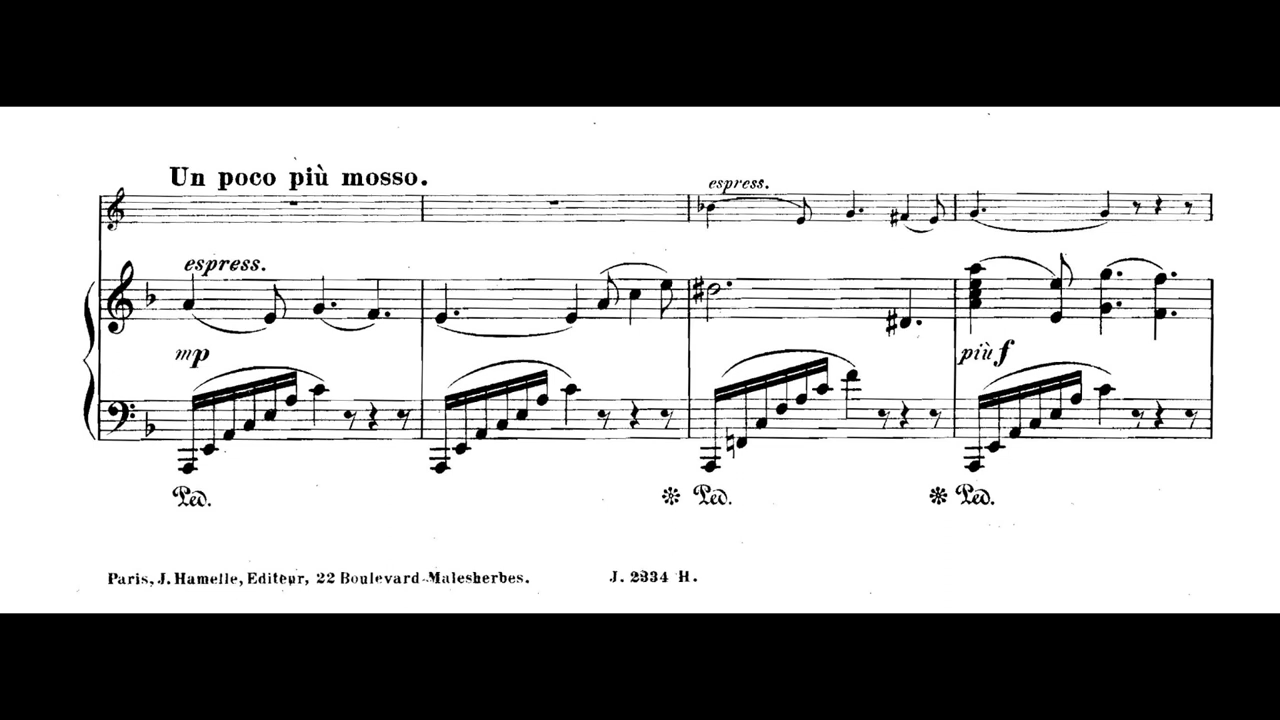 Un poco più mosso.
espress.
espress.
mp
più f
Ped.
Ped.
Ped.
Paris, J. Hamelle, Editeur, 22 Boulevard Malesherbes. J. 2334 H.